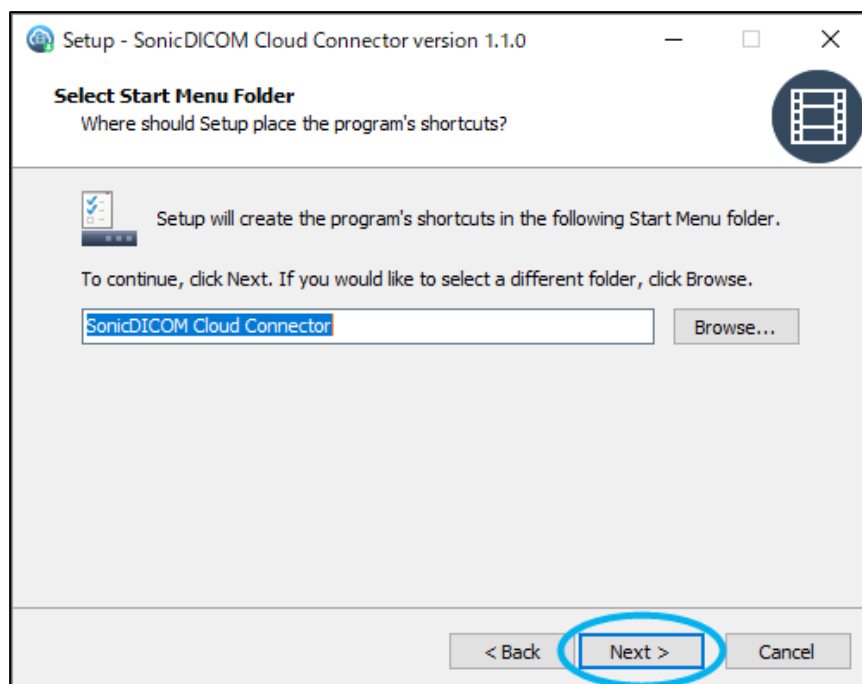 Setup - SonicDICOM Cloud Connector version 1.1.0
Select Start Menu Folder
Where should Setup place the program's shortcuts?
Setup will create the program's shortcuts in the following Start Menu folder.
To continue, click Next. If you would like to select a different folder, click Browse.
SonicDICOM Cloud Connector
Browse...
< Back
Next >
Cancel